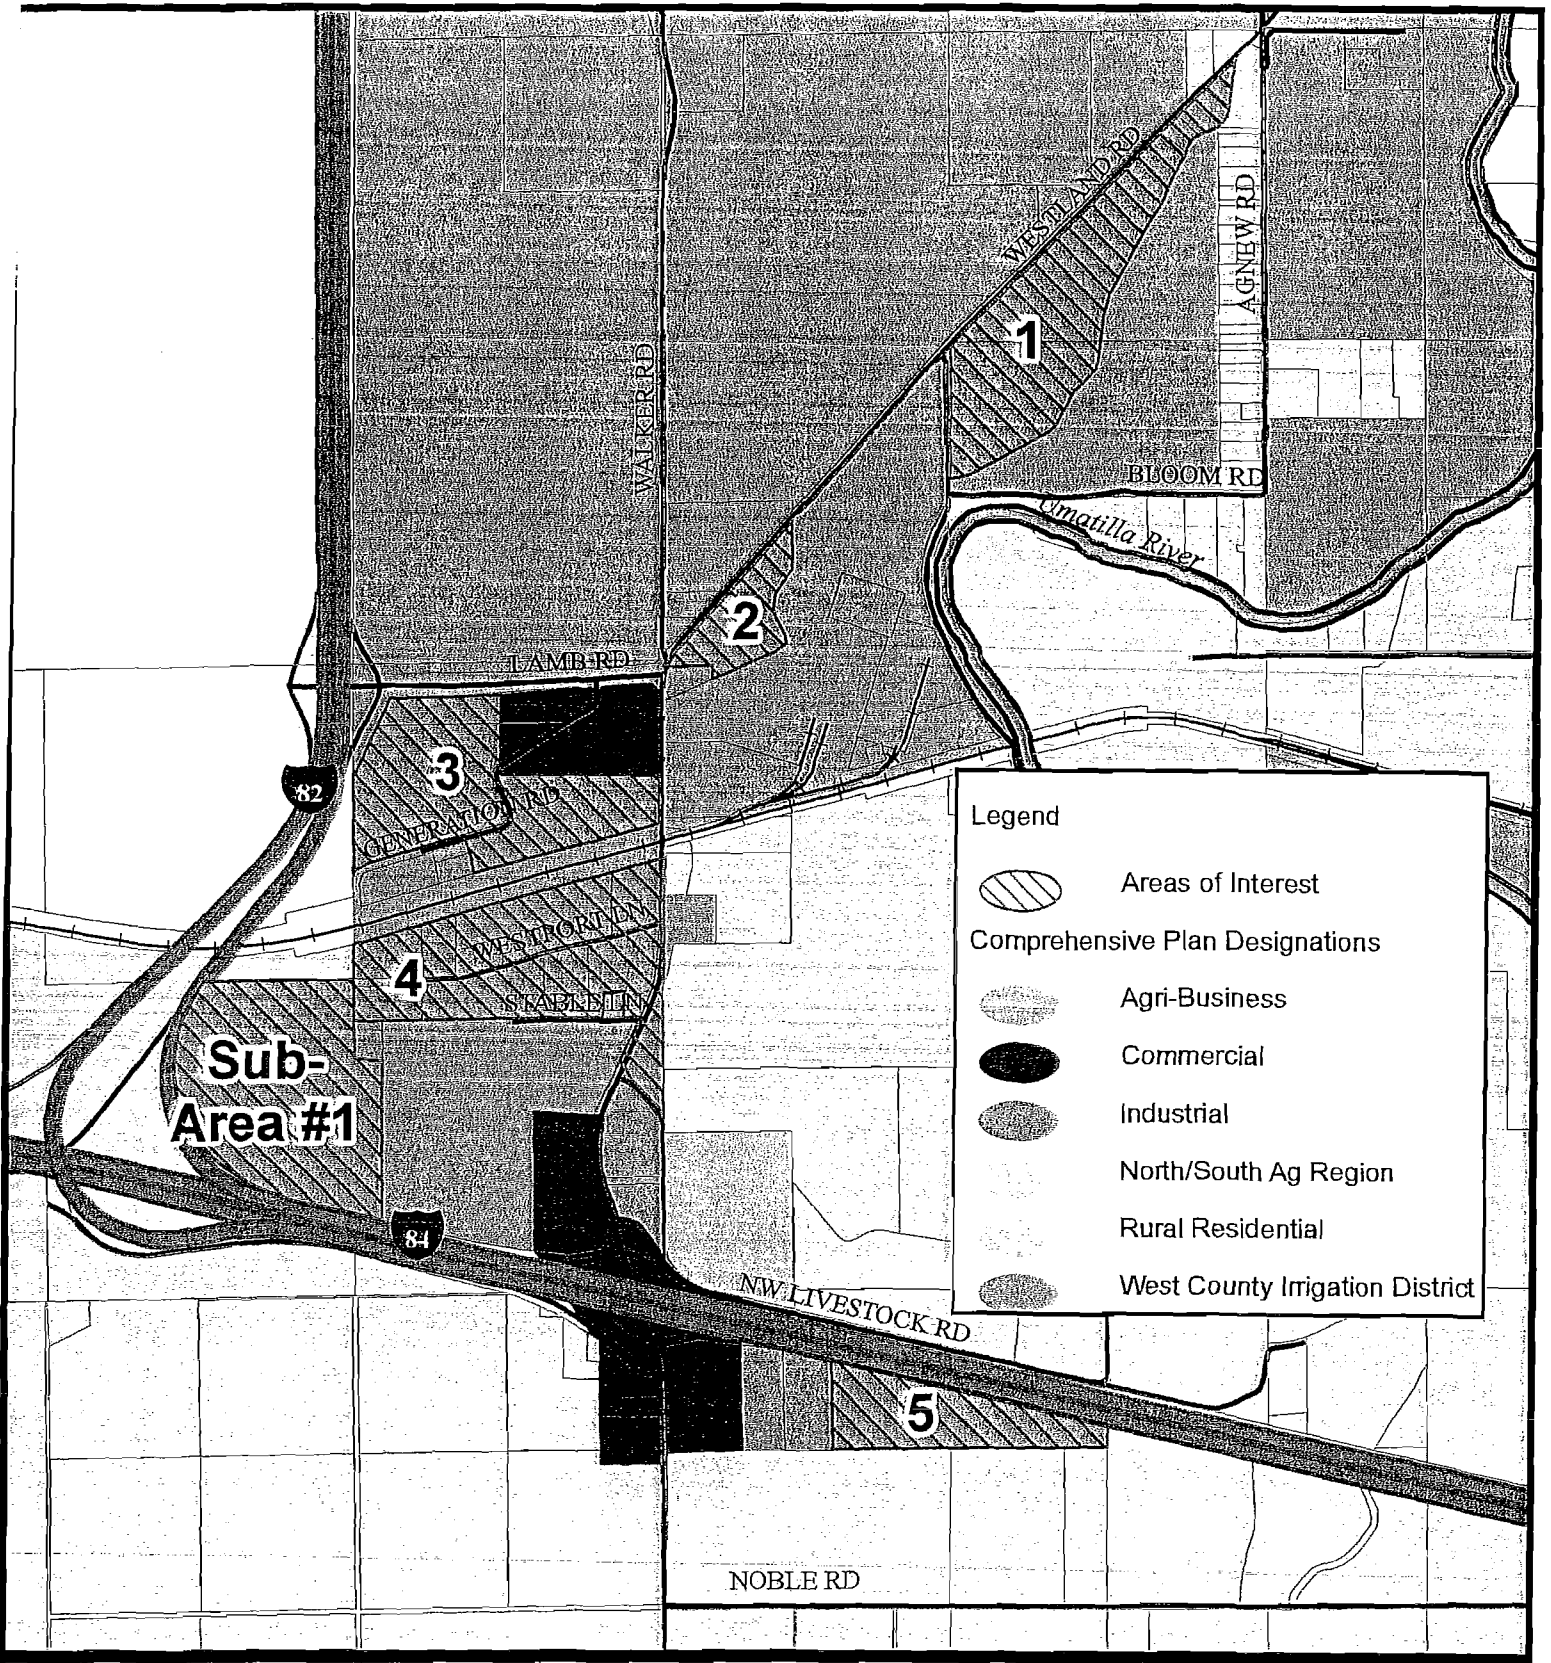 WESTLAND RD
AGNEW RD
1
WALKER RD
BLOOM RD
Umatilla River
2
LAMB RD
3
82
GENERATION RD
WESTPORT LN
4
STABLE LN
Sub-
Area #1
84
NW LIVESTOCK RD
5
NOBLE RD
Legend
Areas of Interest
Comprehensive Plan Designations
Agri-Business
Commercial
Industrial
North/South Ag Region
Rural Residential
West County Irrigation District